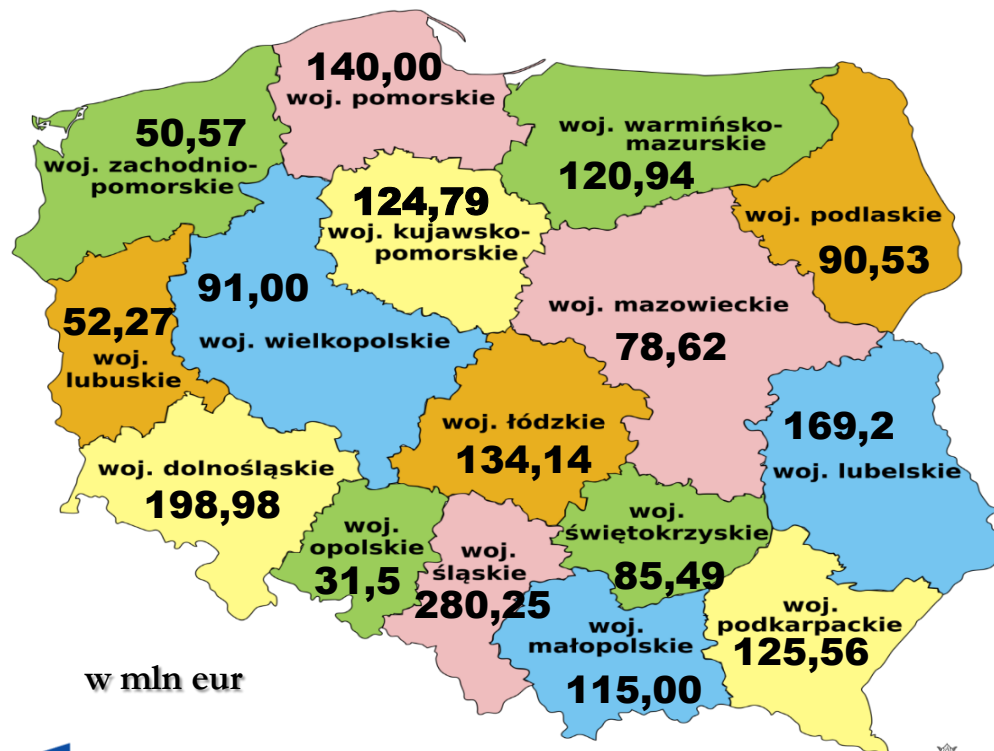 140,00
woj. pomorskie
50,57
woj. zachodnio-
pomorskie
woj. warmińsko-
mazurskie
120,94
124,79
woj. kujawsko-
pomorskie
woj. podlaskie
90,53
52,27
woj.
lubuskie
91,00
woj. wielkopolskie
woj. mazowieckie
78,62
woj. łódzkie
134,14
169,2
woj. lubelskie
woj. dolnośląskie
198,98
woj.
opolskie
31,5
woj.
śląskie
280,25
woj.
świętokrzyskie
85,49
woj.
małopolskie
115,00
woj.
podkarpackie
125,56
w mln eur